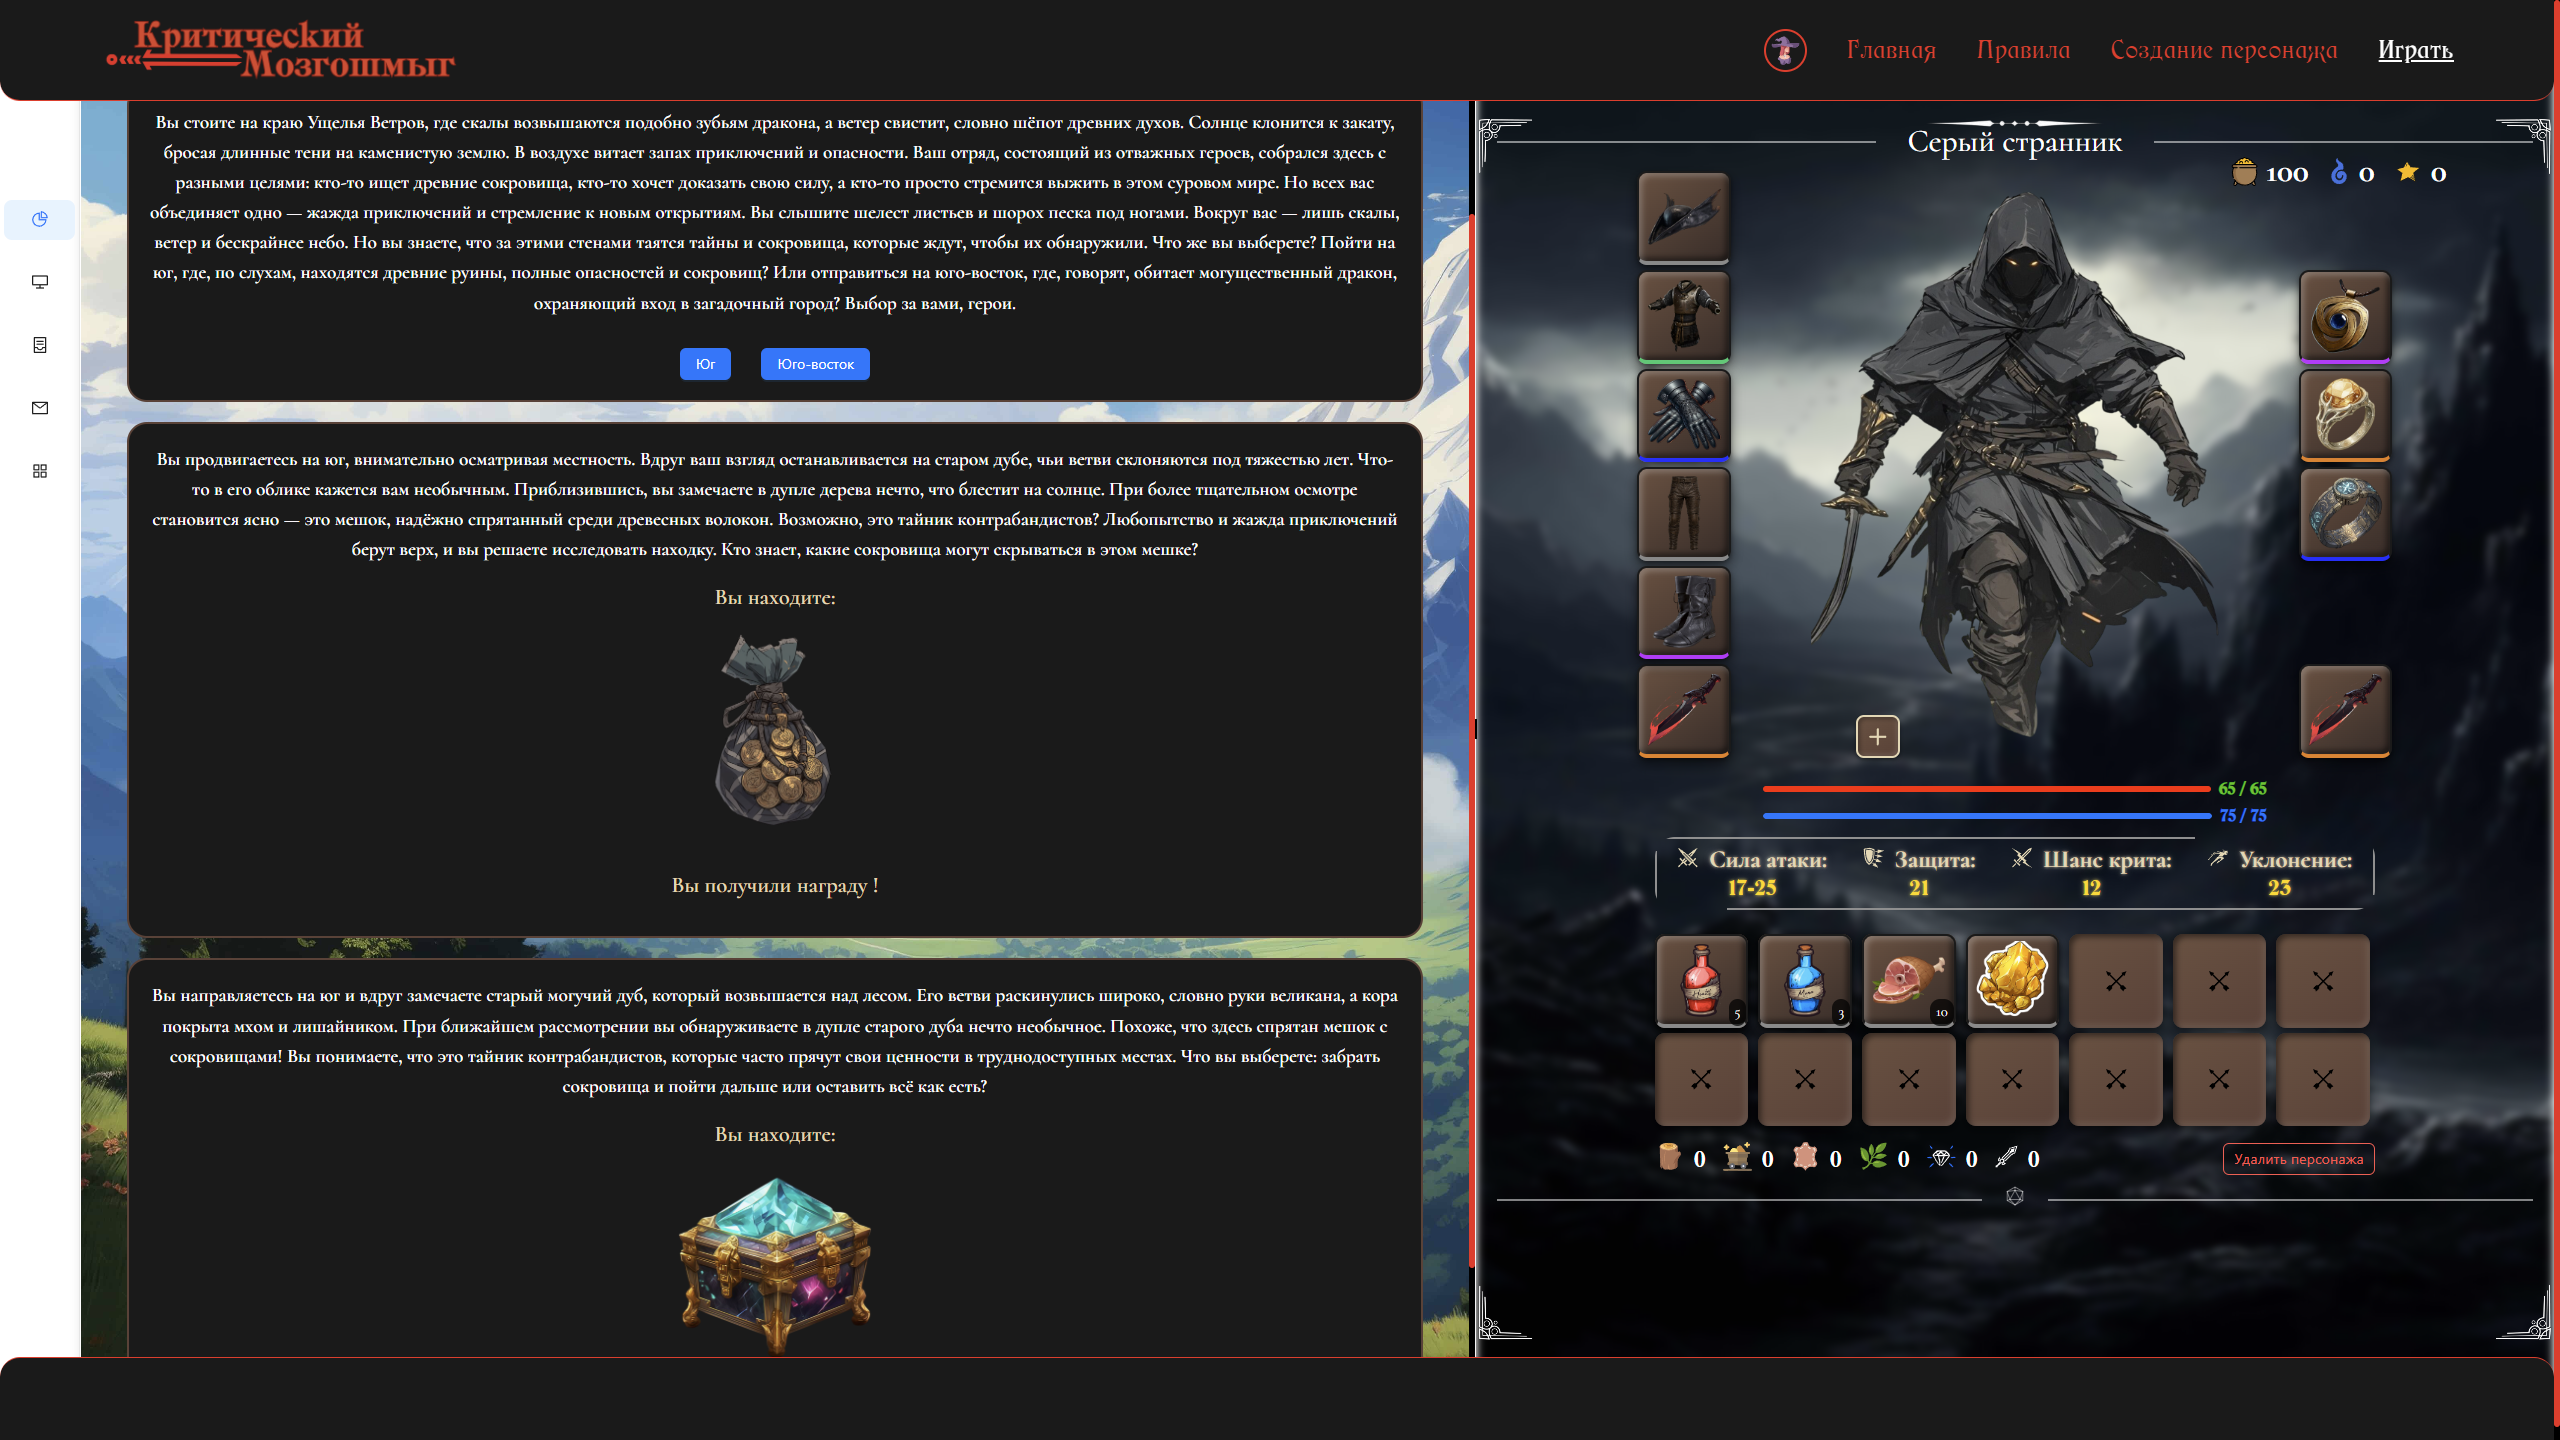 Критический
Мозгошмыг
Главная
Правила
Создание персонажа
Играть
Вы стоите на краю Ущелья Ветров, где скалы возвышаются подобно зубьям дракона, а ветер свистит, словно шёпот древних духов. Солнце клонится к закату,
бросая длинные тени на каменистую землю. В воздухе витает запах приключений и опасности. Ваш отряд, состоящий из отважных героев, собрался здесь с
разными целями: кто-то ищет древние сокровища, кто-то хочет доказать свою силу, а кто-то просто стремится выжить в этом суровом мире. Но всех вас
объединяет одно — жажда приключений и стремление к новым открытиям. Вы слышите шелест листьев и шорох песка под ногами. Вокруг вас — лишь скалы,
ветер и бескрайнее небо. Но вы знаете, что за этими стенами таятся тайны и сокровища, которые ждут, чтобы их обнаружили. Что же вы выберете? Пойти на
юг, где, по слухам, находятся древние руины, полные опасностей и сокровищ? Или отправиться на юго-восток, где, говорят, обитает могущественный дракон,
охраняющий вход в загадочный город? Выбор за вами, герои.
Юг
Юго-восток
Вы продвигаетесь на юг, внимательно осматривая местность. Вдруг ваш взгляд останавливается на старом дубе, чьи ветви склоняются под тяжестью лет. Что-
то в его облике кажется вам необычным. Приблизившись, вы замечаете в дупле дерева нечто, что блестит на солнце. При более тщательном осмотре
становится ясно — это мешок, надёжно спрятанный среди древесных волокон. Возможно, это тайник контрабандистов? Любопытство и жажда приключений
берут верх, и вы решаете исследовать находку. Кто знает, какие сокровища могут скрываться в этом мешке?
Вы находите:
Вы получили награду !
Вы направляетесь на юг и вдруг замечаете старый могучий дуб, который возвышается над лесом. Его ветви раскинулись широко, словно руки великана, а кора
покрыта мхом и лишайником. При ближайшем рассмотрении вы обнаруживаете в дупле старого дуба нечто необычное. Похоже, что здесь спрятан мешок с
сокровищами! Вы понимаете, что это тайник контрабандистов, которые часто прячут свои ценности в труднодоступных местах. Что вы выберете: забрать
сокровища и пойти дальше или оставить всё как есть?
Вы находите:
Серый странник
100
0
0
+
65 / 65
75 / 75
Сила атаки:
17-25
Защита:
21
Шанс крита:
12
Уклонение:
23
5
3
10
0
0
0
0
0
0
Удалить персонажа